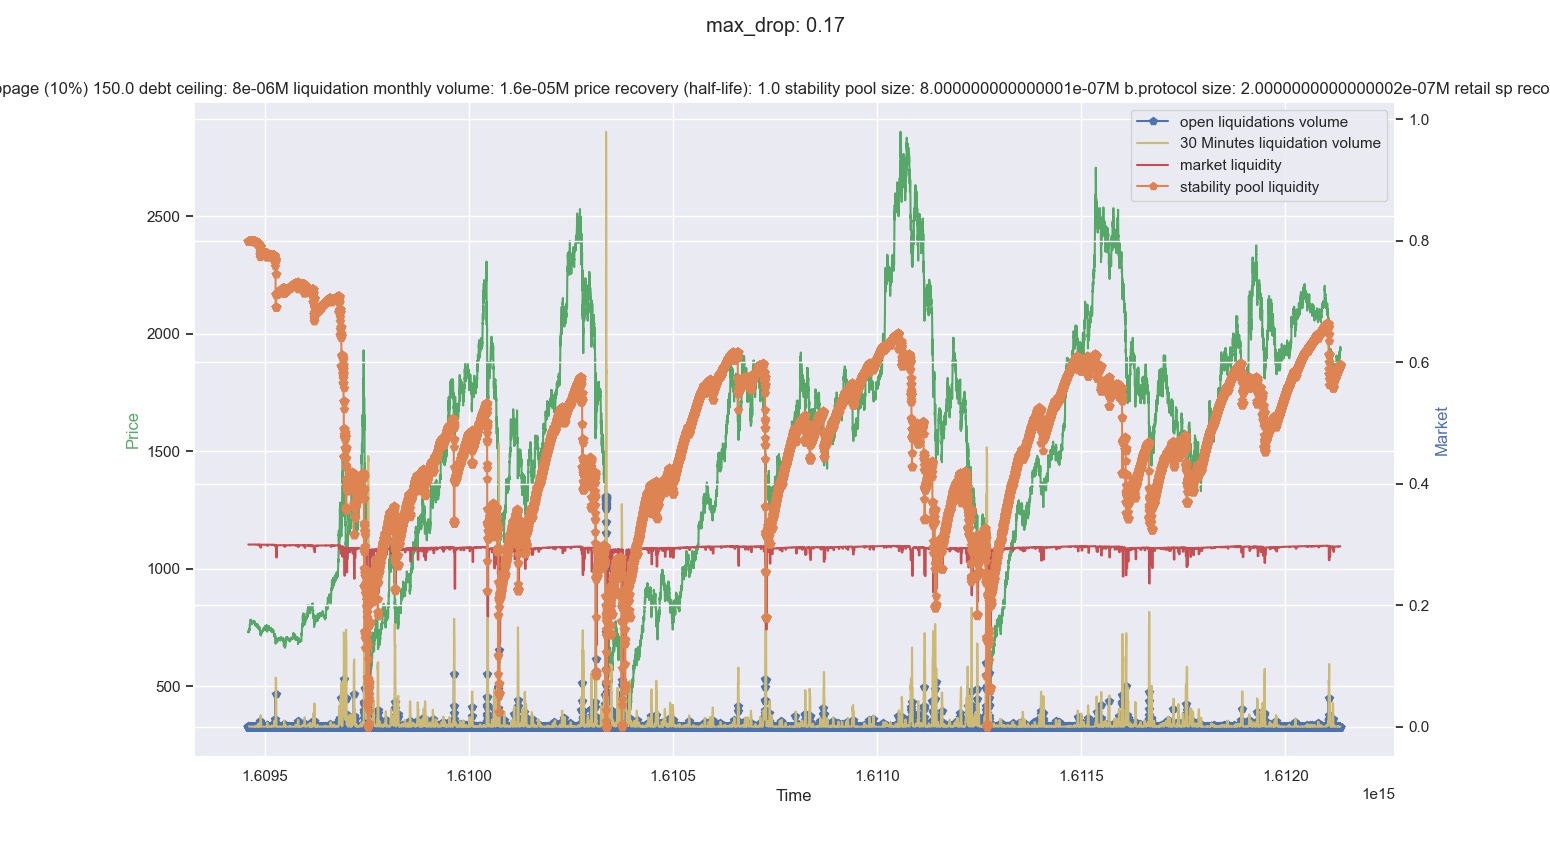 max_drop: 0.17
(10%) 150.0 debt ceiling: 8e-06M liquidation monthly volume: 1.6e-05M price recovery (half-life): 1.0 stability pool size: 8.000000000000001e-07M b.protocol size: 2.0000000000000002e-07M retail sp reco
open liquidations volume
30 Minutes liquidation volume
market liquidity
stability pool liquidity
Price
2500
2000
1500
1000
500
1.0
0.8
0.6
0.4
0.2
0.0
Market
1.6095 1.6100 1.6105 1.6110 1.6115 1.6120
Time
1e15